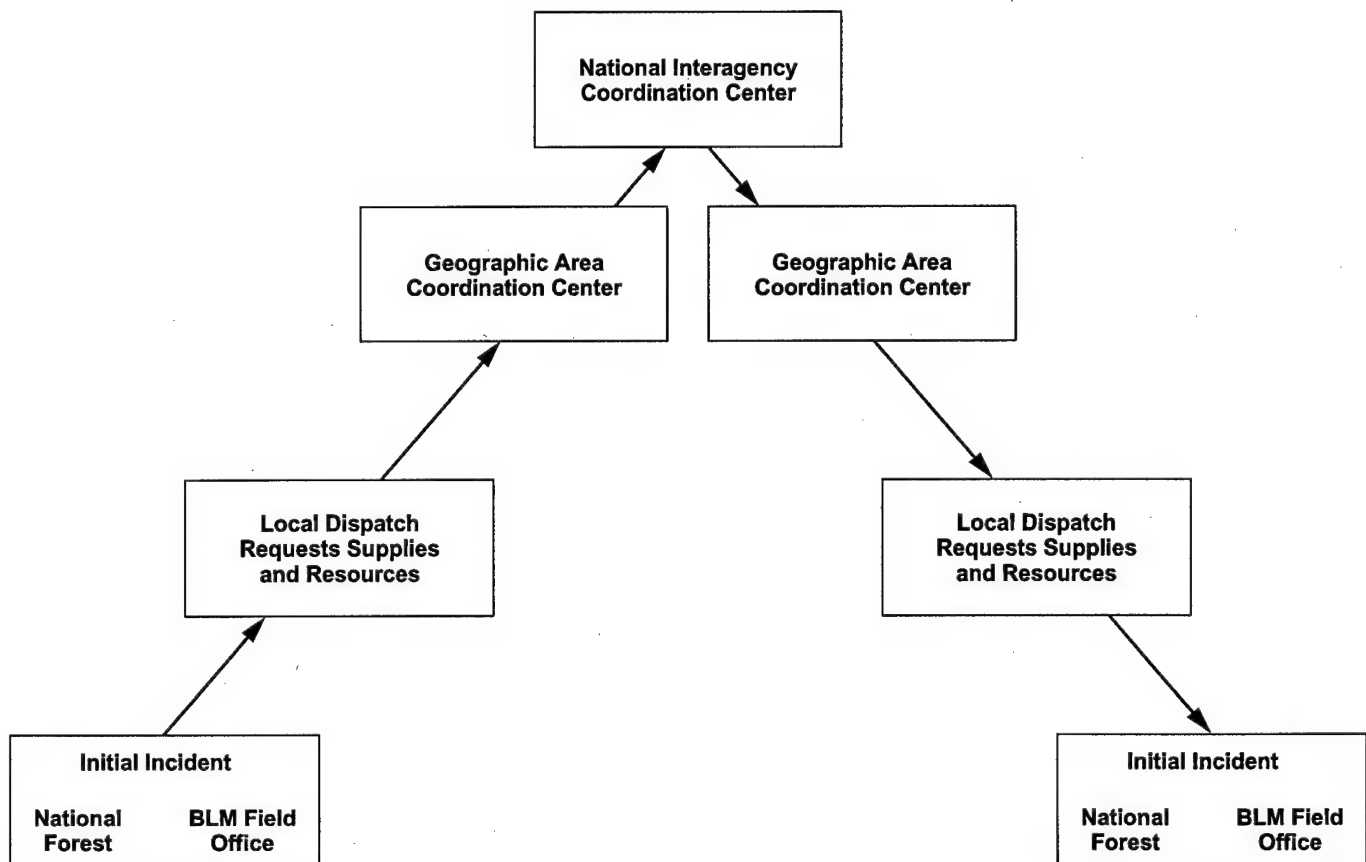 National Interagency
Coordination Center
Geographic Area
Coordination Center
Geographic Area
Coordination Center
Local Dispatch
Requests Supplies
and Resources
Local Dispatch
Requests Supplies
and Resources
Initial Incident
National
Forest
BLM Field
Office
Initial Incident
National
Forest
BLM Field
Office